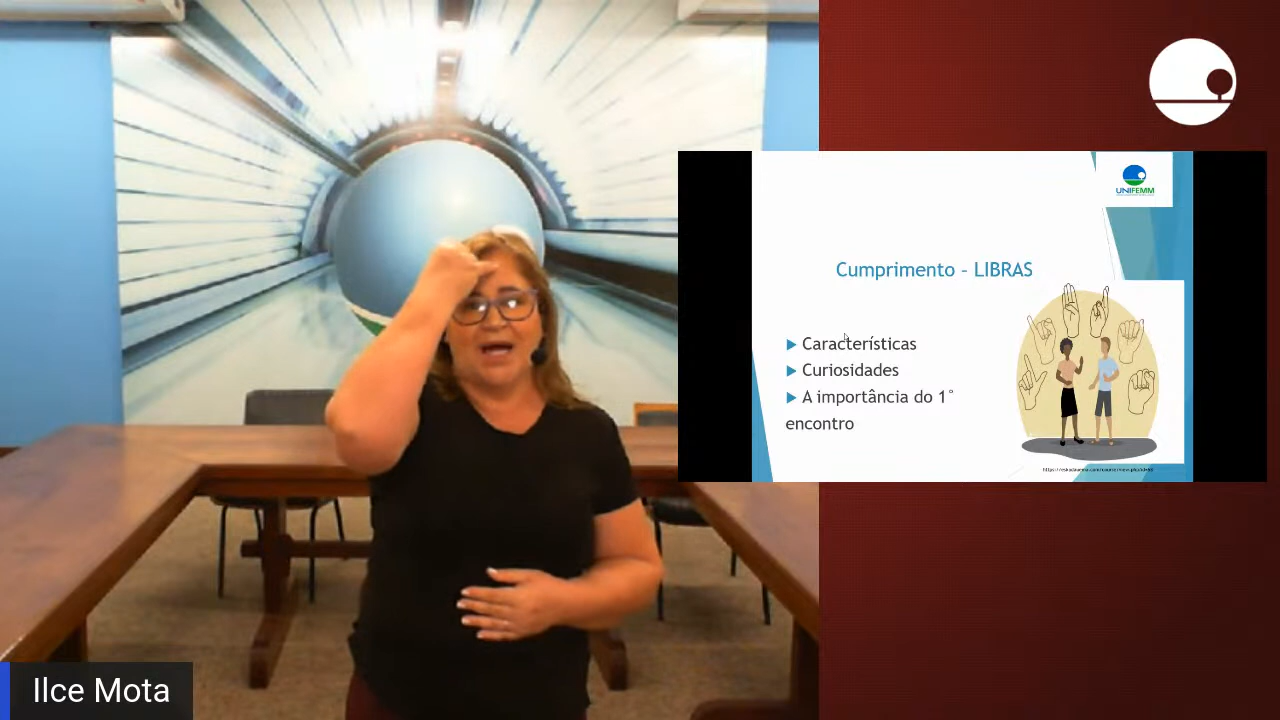 UNIFEMM
Cumprimento – LIBRAS
Características
Curiosidades
A importância do 1°
encontro
Ilce Mota